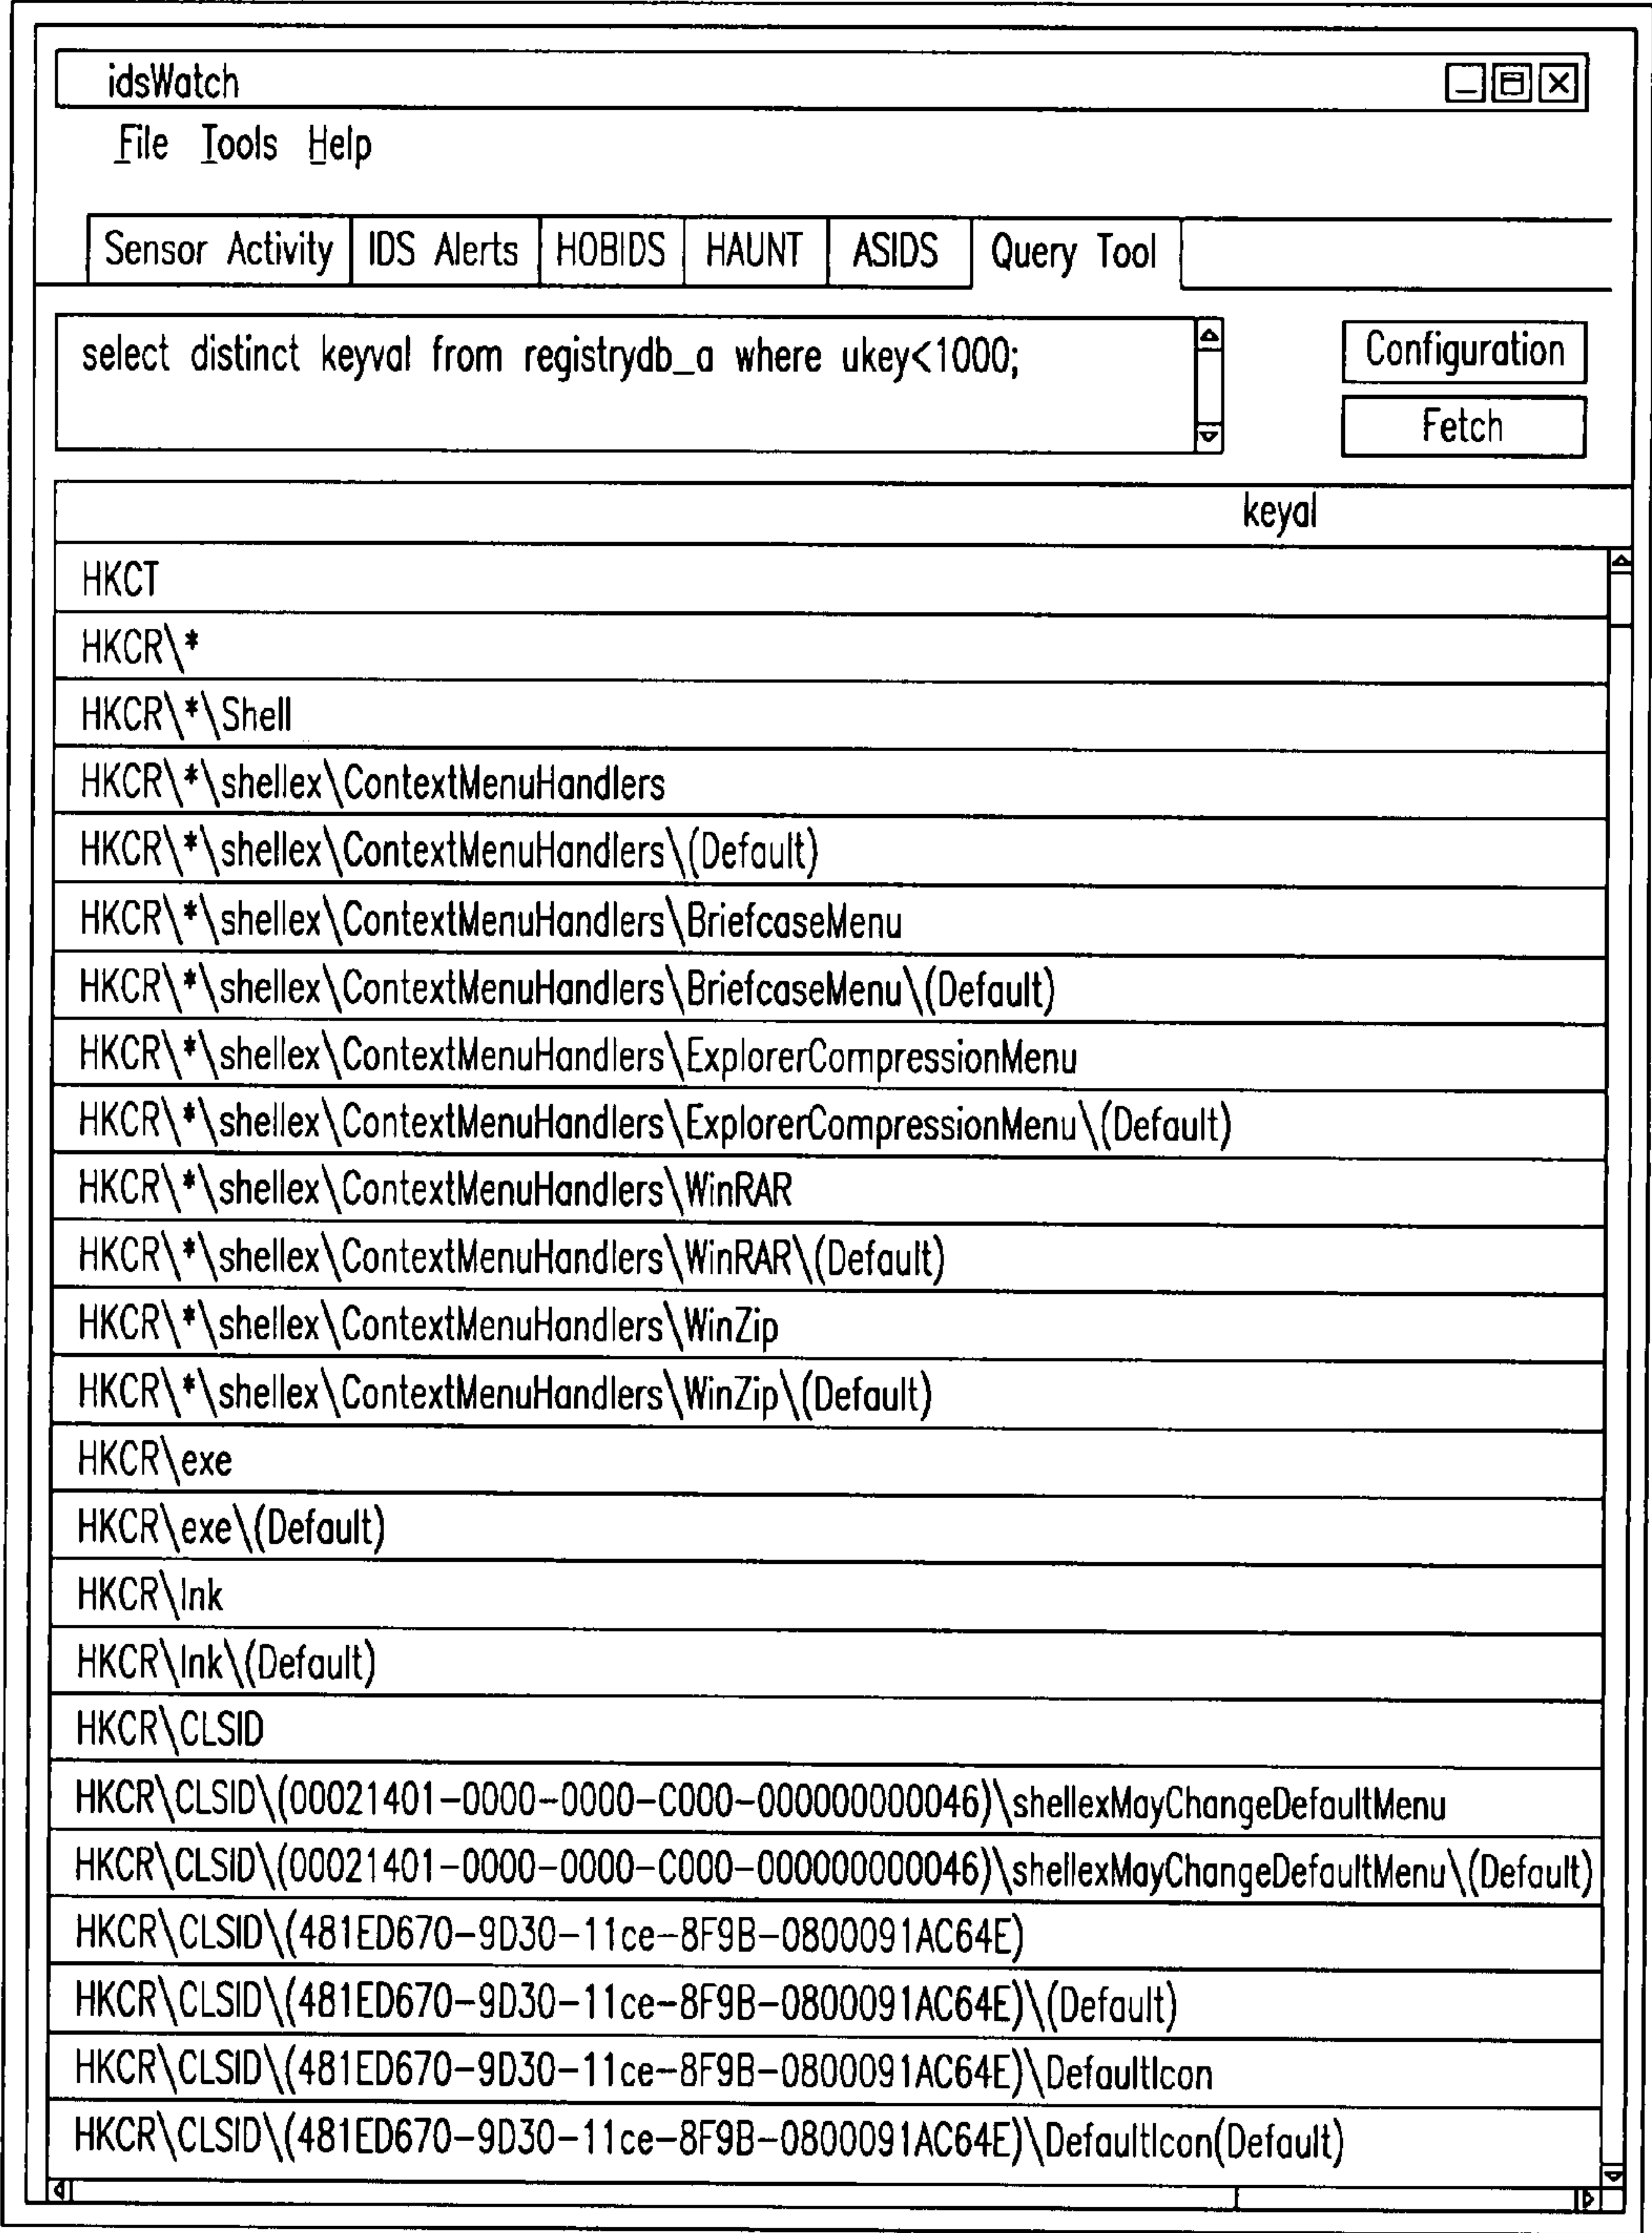 idsWatch
File Tools Help
Sensor Activity IDS Alerts HOBIDS HAUNT ASIDS Query Tool
select distinct keyval from registrydb_a where ukey<1000;
Configuration
Fetch
keyal
HKCT
HKCR\*
HKCR\*\Shell
HKCR\*\shellex\ContextMenuHandlers
HKCR\*\shellex\ContextMenuHandlers\(Default)
HKCR\*\shellex\ContextMenuHandlers\BriefcaseMenu
HKCR\*\shellex\ContextMenuHandlers\BriefcaseMenu\(Default)
HKCR\*\shellex\ContextMenuHandlers\ExplorerCompressionMenu
HKCR\*\shellex\ContextMenuHandlers\ExplorerCompressionMenu\(Default)
HKCR\*\shellex\ContextMenuHandlers\WinRAR
HKCR\*\shellex\ContextMenuHandlers\WinRAR\(Default)
HKCR\*\shellex\ContextMenuHandlers\WinZip
HKCR\*\shellex\ContextMenuHandlers\WinZip\(Default)
HKCR\exe
HKCR\exe\(Default)
HKCR\lnk
HKCR\lnk\(Default)
HKCR\CLSID
HKCR\CLSID\(00021401-0000-0000-C000-000000000046)\shellexMayChangeDefaultMenu
HKCR\CLSID\(00021401-0000-0000-C000-000000000046)\shellexMayChangeDefaultMenu\(Default)
HKCR\CLSID\(481ED670-9D30-11ce-8F9B-0800091AC64E)
HKCR\CLSID\(481ED670-9D30-11ce-8F9B-0800091AC64E)\(Default)
HKCR\CLSID\(481ED670-9D30-11ce-8F9B-0800091AC64E)\DefaultIcon
HKCR\CLSID\(481ED670-9D30-11ce-8F9B-0800091AC64E)\DefaultIcon(Default)